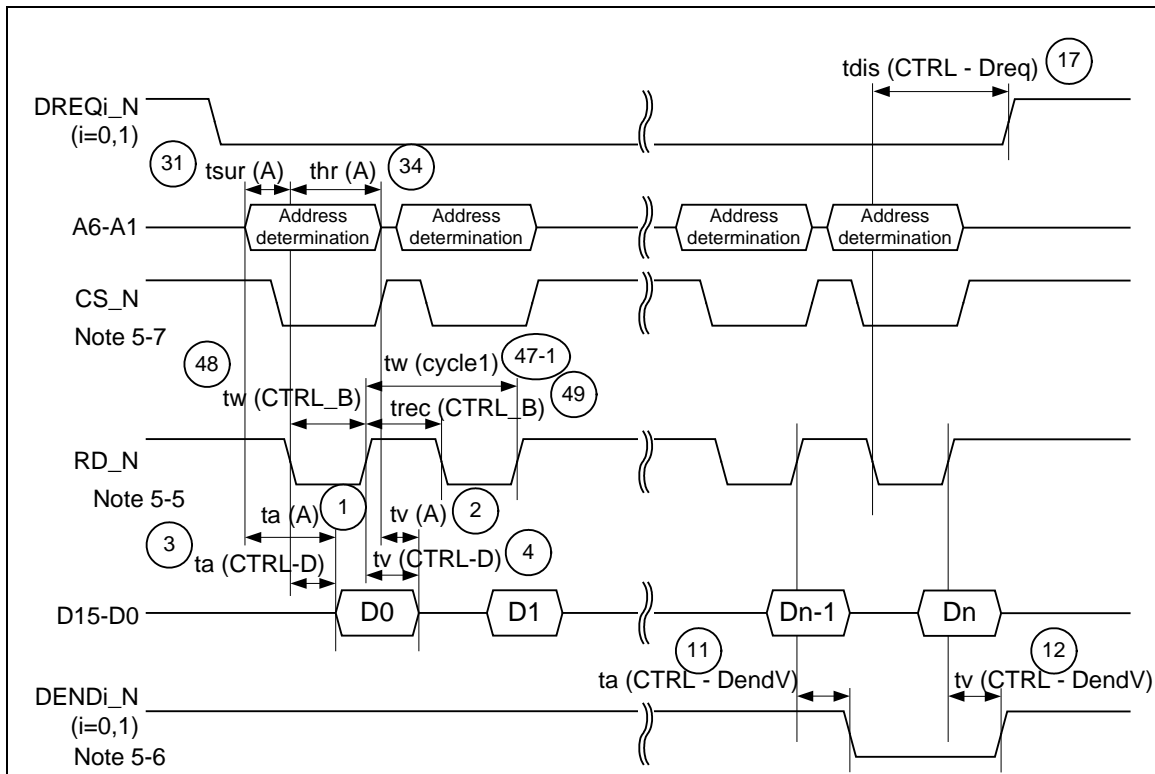 tdis (CTRL - Dreq) 17
DREQi_N
(i=0,1)
31 tsur (A) thr (A) 34
A6-A1
Address determination
Address determination
Address determination
Address determination
CS_N
Note 5-7
48 tw (cycle1) 47-1
tw (CTRL_B) trec (CTRL_B) 49
RD_N
Note 5-5
ta (A) 1 tv (A) 2
3 ta (CTRL-D) tv (CTRL-D) 4
D15-D0 D0 D1 Dn-1 Dn
11 12
ta (CTRL - DendV) tv (CTRL - DendV)
DENDi_N
(i=0,1)
Note 5-6